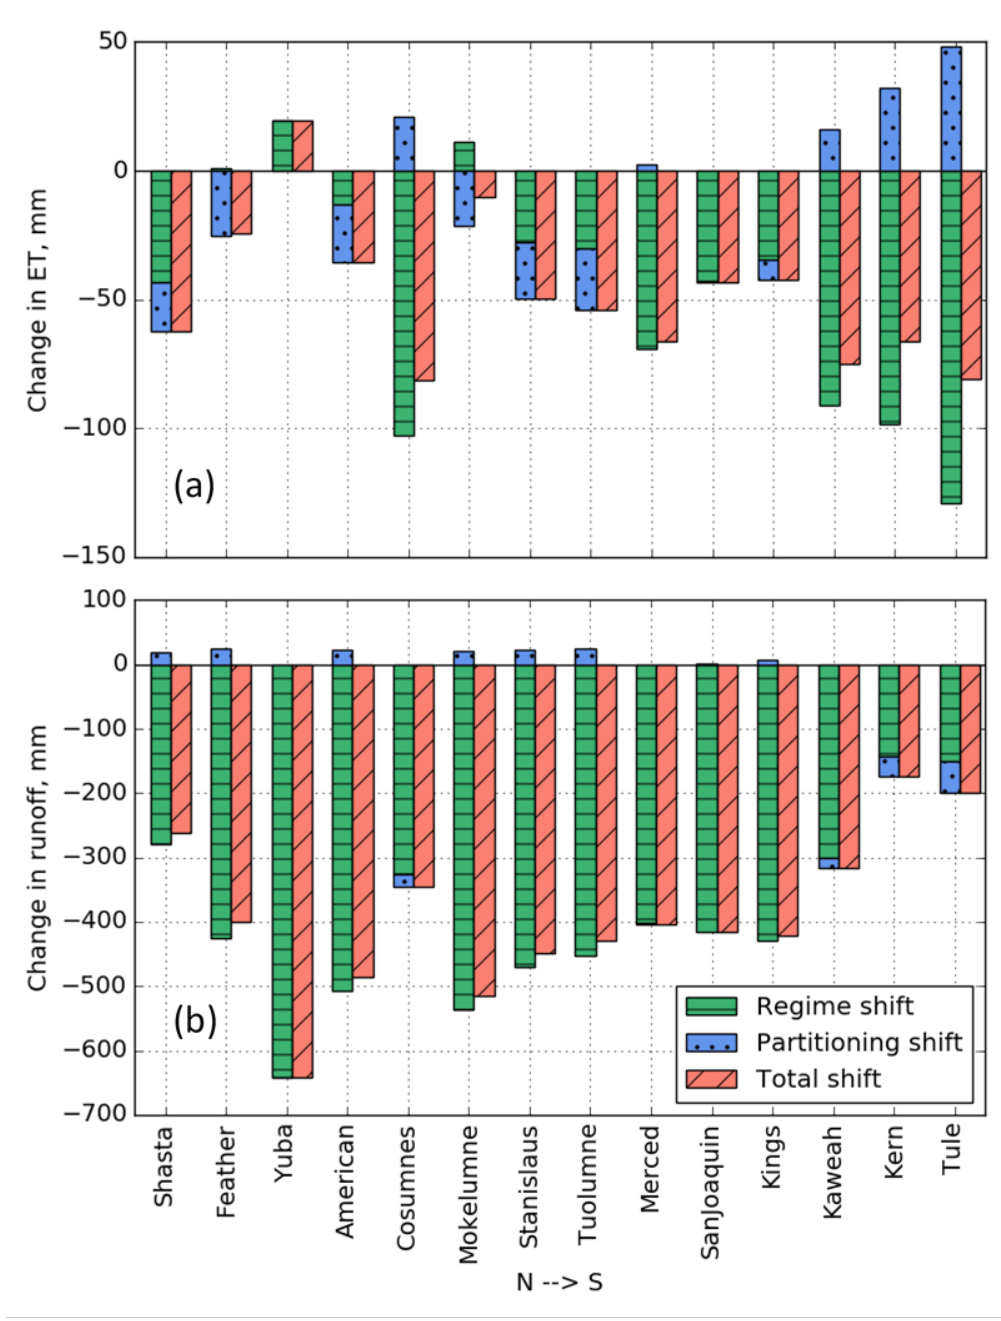 50
0
−50
−100
−150
Change in ET, mm
(a)
100
0
−100
−200
−300
−400
−500
−600
−700
Change in runoff, mm
(b)
Regime shift
Partitioning shift
Total shift
Shasta
Feather
Yuba
American
Cosumnes
Mokelumne
Stanislaus
Tuolumne
Merced
SanJoaquin
Kings
Kaweah
Kern
Tule
N --> S